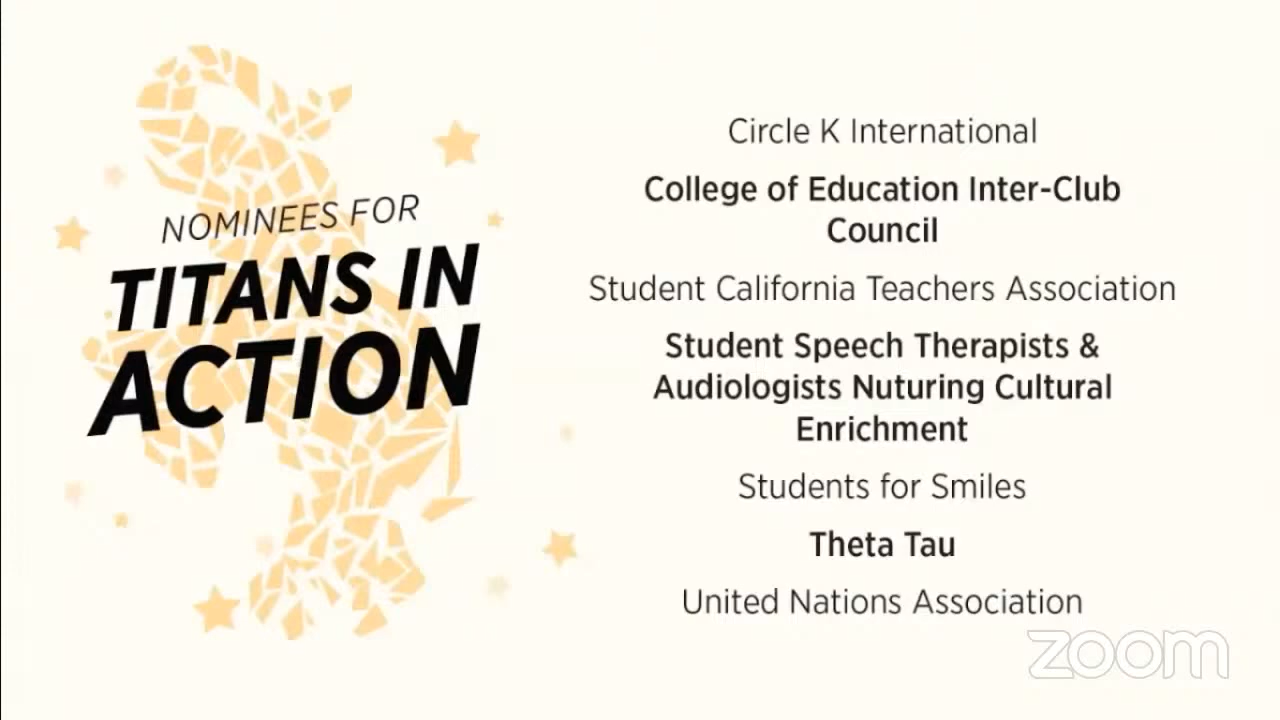 NOMINEES FOR
TITANS IN
ACTION
Circle K International
College of Education Inter-Club
Council
Student California Teachers Association
Student Speech Therapists &
Audiologists Nuturing Cultural
Enrichment
Students for Smiles
Theta Tau
United Nations Association
zoom